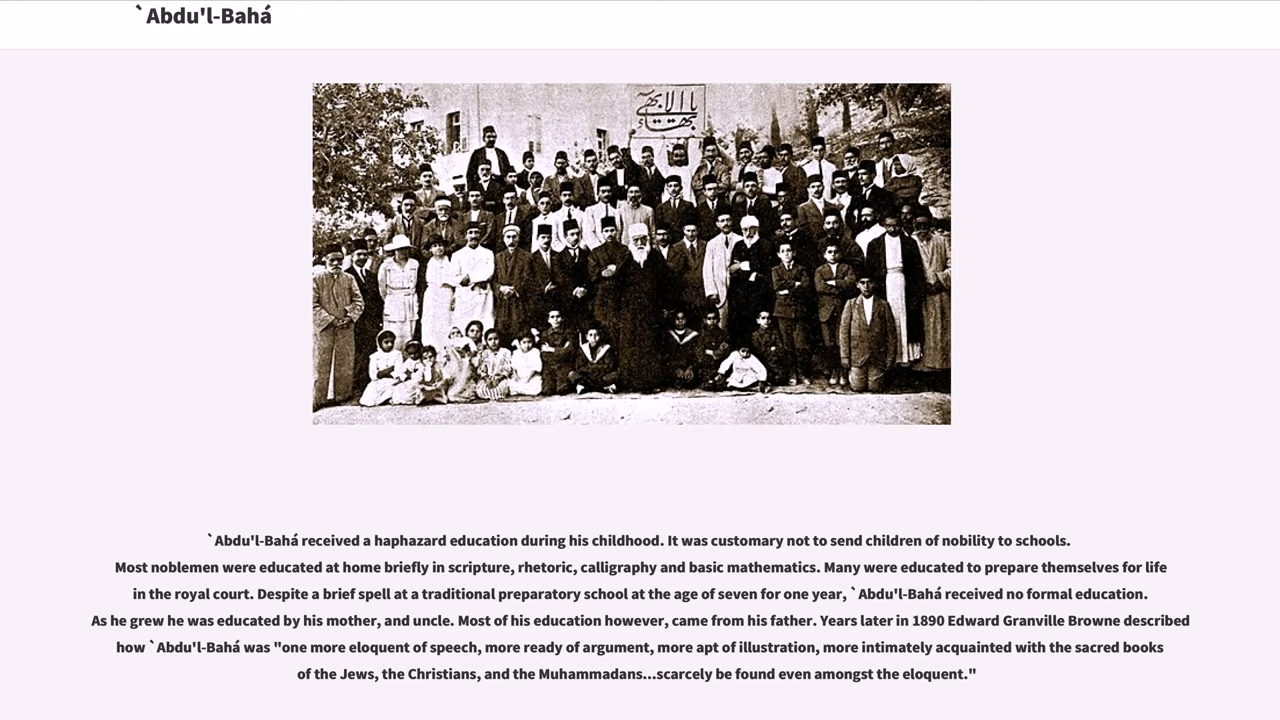 `Abdu'l-Bahá
يا بهاء الابهى
`Abdu'l-Bahá received a haphazard education during his childhood. It was customary not to send children of nobility to schools.
Most noblemen were educated at home briefly in scripture, rhetoric, calligraphy and basic mathematics. Many were educated to prepare themselves for life
in the royal court. Despite a brief spell at a traditional preparatory school at the age of seven for one year, `Abdu'l-Bahá received no formal education.
As he grew he was educated by his mother, and uncle. Most of his education however, came from his father. Years later in 1890 Edward Granville Browne described
how `Abdu'l-Bahá was "one more eloquent of speech, more ready of argument, more apt of illustration, more intimately acquainted with the sacred books
of the Jews, the Christians, and the Muhammadans...scarcely be found even amongst the eloquent."